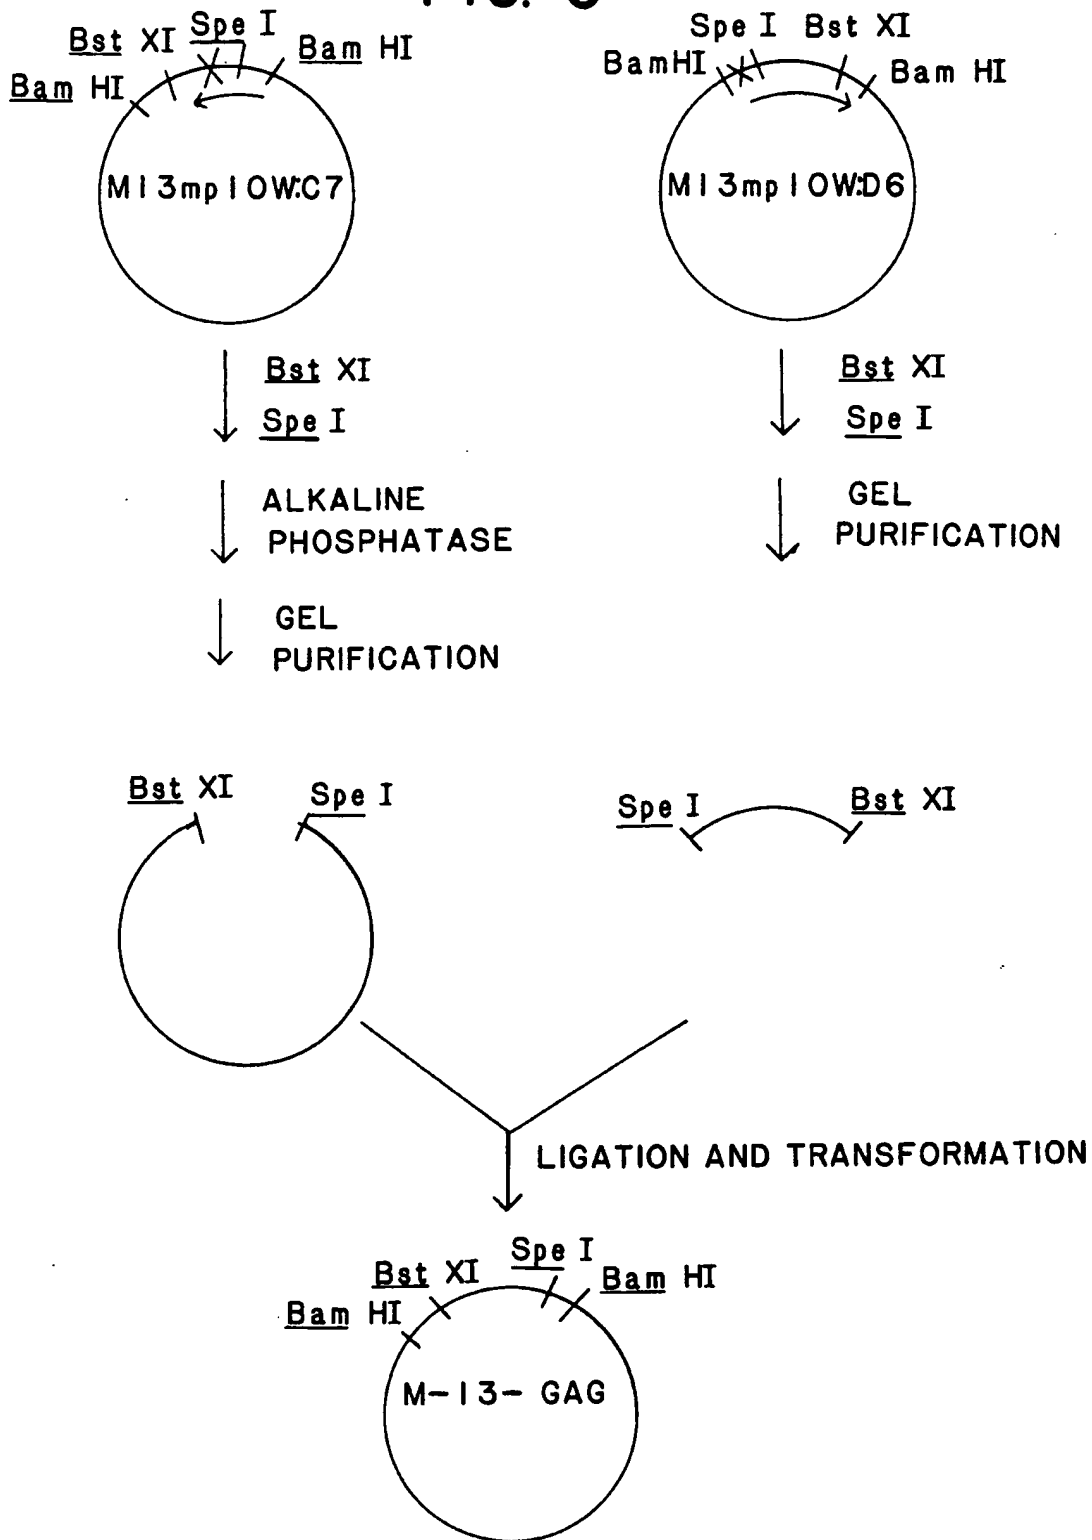 Spe I
Bst XI
Bam HI
Bam HI
M13mp10W:C7
Spe I Bst XI
BamHI
Bam HI
M13mp10W:D6
Bst XI
Spe I
ALKALINE
PHOSPHATASE
GEL
PURIFICATION
Bst XI
Spe I
GEL
PURIFICATION
Bst XI
Spe I
Spe I
Bst XI
LIGATION AND TRANSFORMATION
Spe I
Bst XI
Bam HI
Bam HI
M-13- GAG